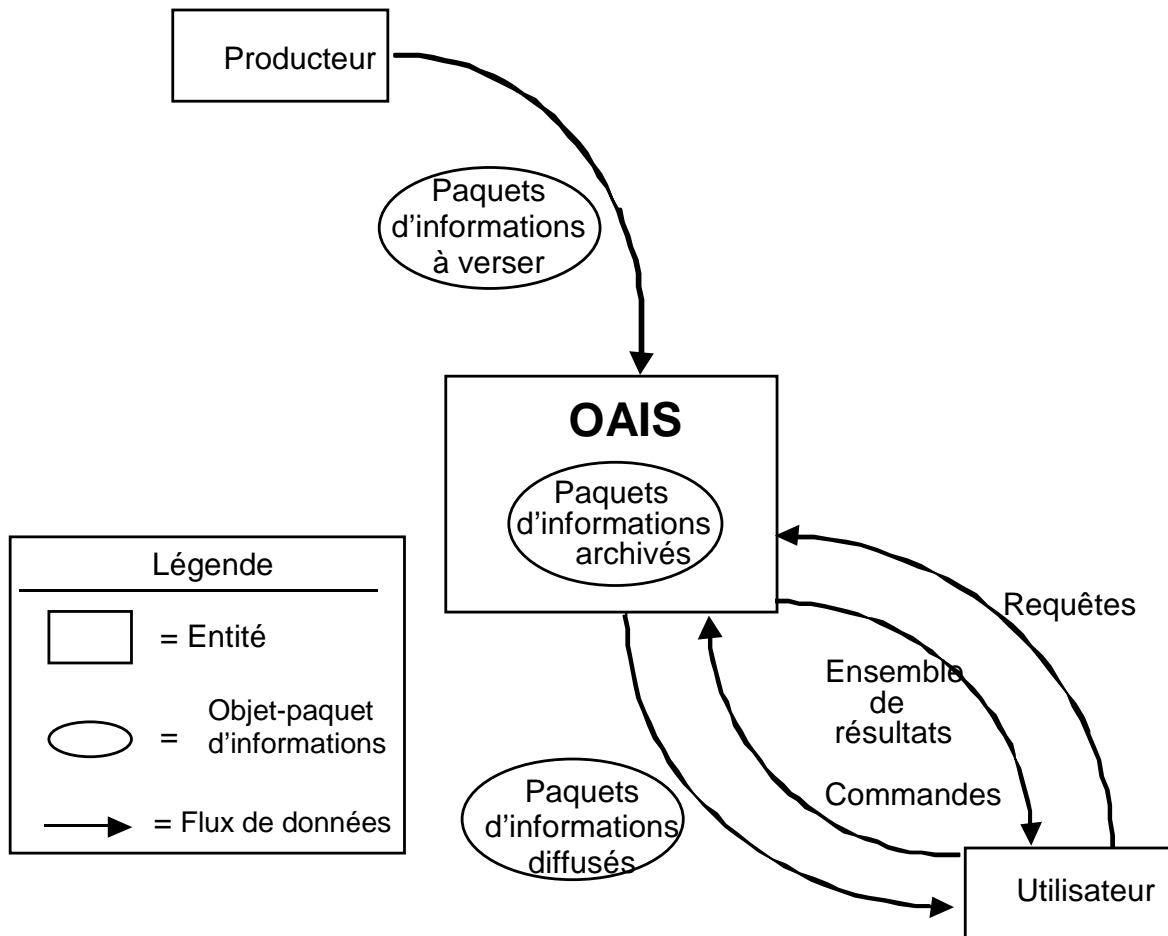 Producteur
Paquets
d'informations
à verser
OAIS
Paquets
d'informations
archivés
Légende
= Entité
= Objet-paquet
d'informations
= Flux de données
Requêtes
Ensemble
de
résultats
Commandes
Paquets
d'informations
diffusés
Utilisateur